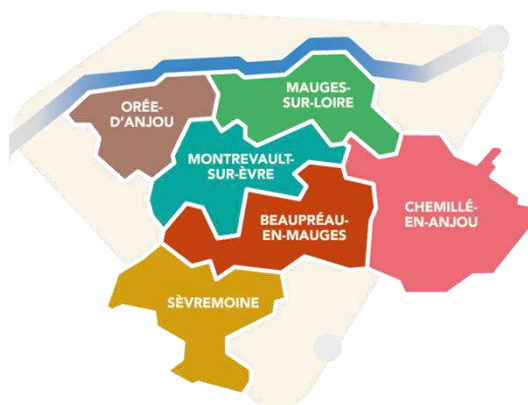 MAUGES-
SUR-LOIRE
ORÉE-
D'ANJOU
MONTREVAULT-
SUR-ÈVRE
CHEMILLÉ-
EN-ANJOU
BEAUPRÉAU-
EN-MAUGES
SÈVREMOINE